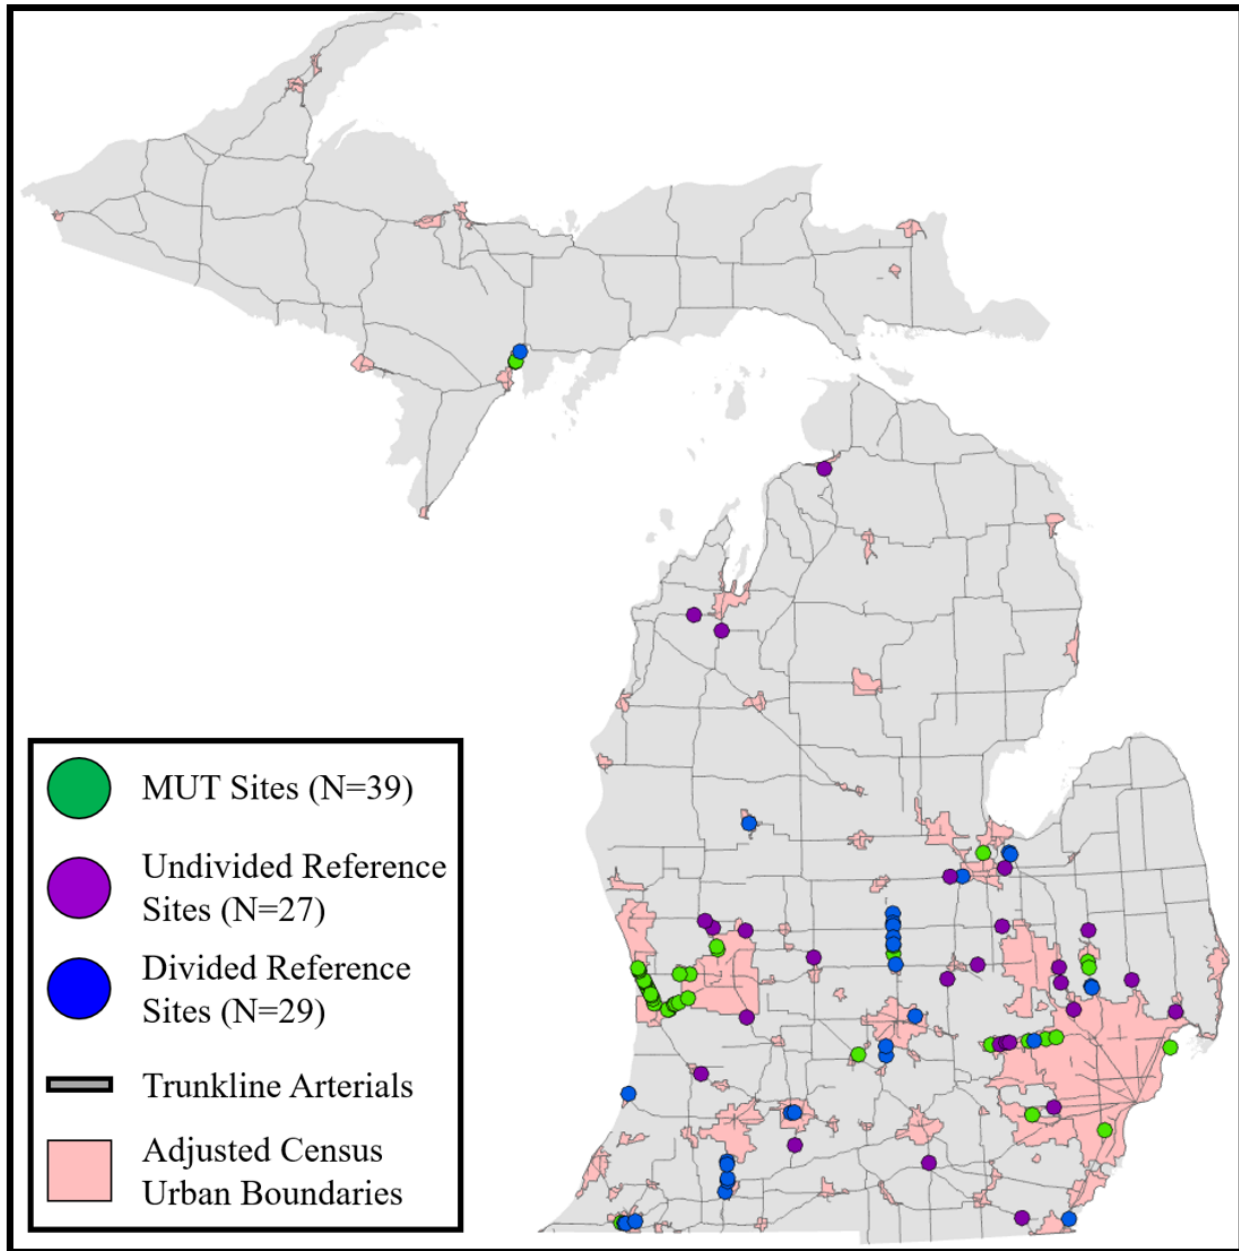 MUT Sites (N=39)
Undivided Reference
Sites (N=27)
Divided Reference
Sites (N=29)
Trunkline Arterials
Adjusted Census
Urban Boundaries